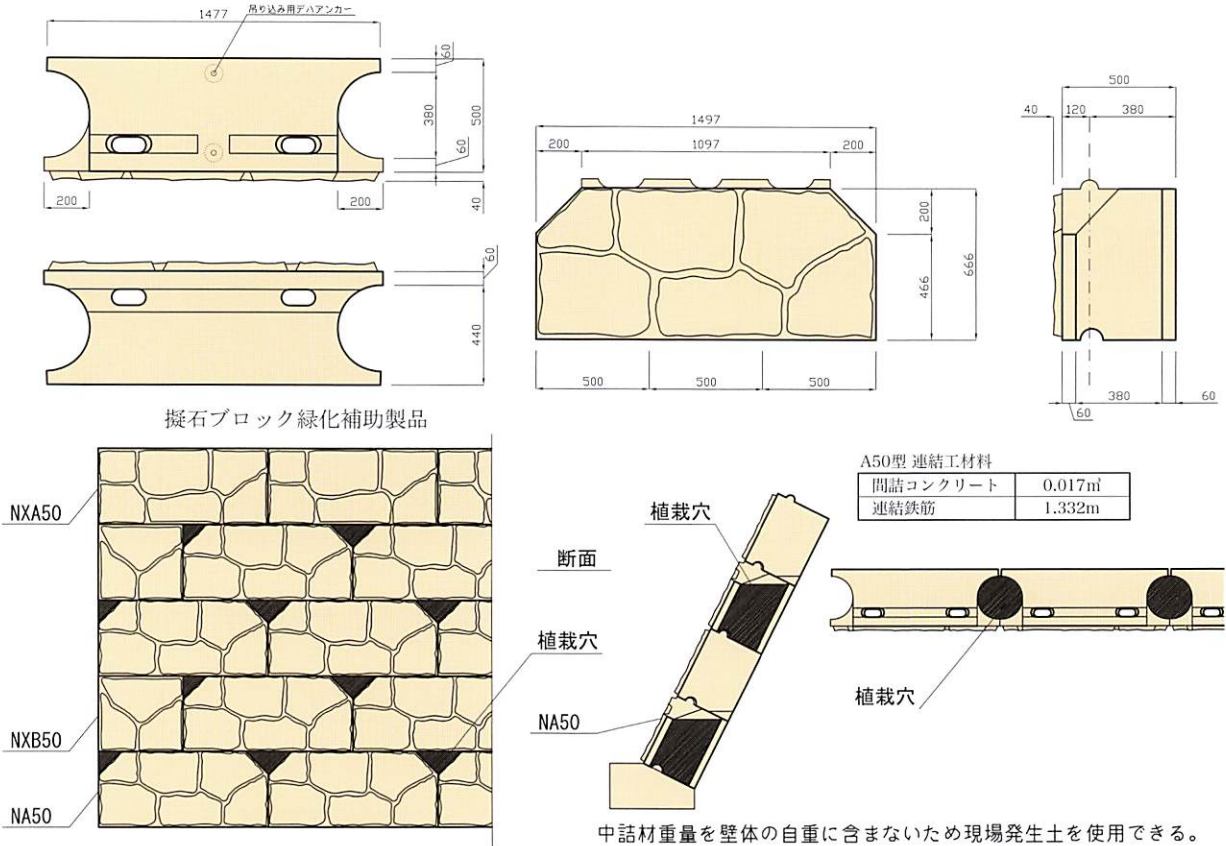 吊り込み用デハアンカー
1477
60
380
500
60
200
200
40
60
440
1497
200
1097
200
200
466
666
500
500
500
500
40
120
380
60
380
60
擬石ブロック緑化補助製品
NXA50
NXB50
NA50
植栽穴
断面
植栽穴
NA50
A50型 連結工材料
間詰コンクリート 0.017㎥
連結鉄筋 1.332m
植栽穴
中詰材重量を壁体の自重に含まないため現場発生土を使用できる。